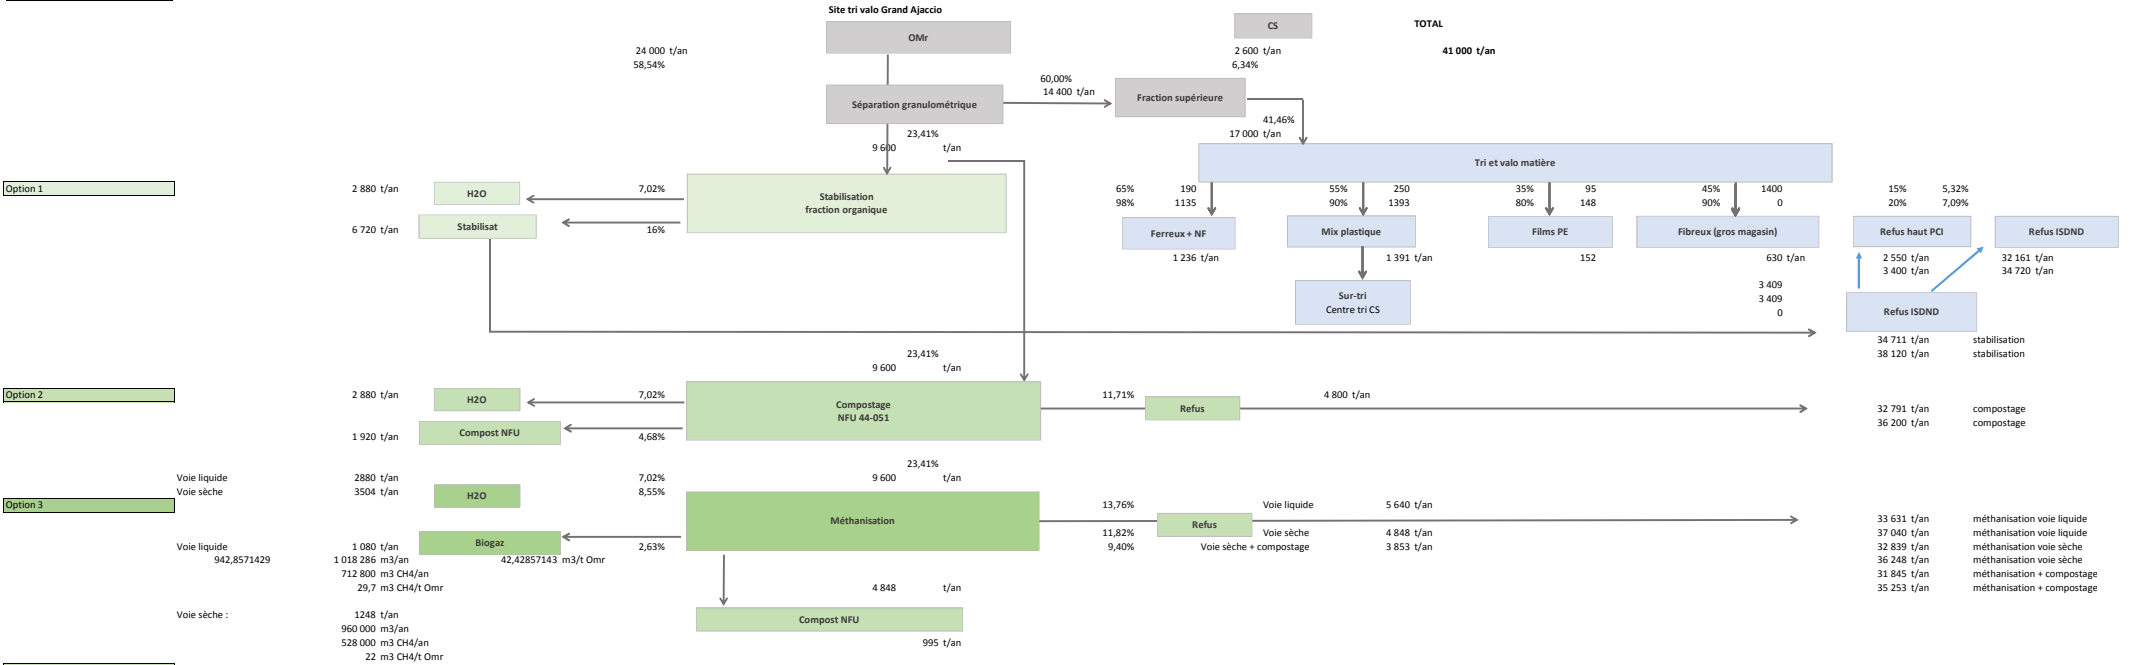 Site tri valo Grand Ajaccio
OMr
CS
TOTAL
24 000 t/an
2 600 t/an
41 000 t/an
58,54%
6,34%
60,00%
14 400 t/an
Séparation granulométrique
Fraction supérieure
41,46%
17 000 t/an
23,41%
9 600 t/an
Tri et valo matière
Option 1
2 880 t/an
H2O
7,02%
Stabilisation
fraction organique
6 720 t/an
Stabilisat
16%
65% 190
98% 1135
55% 250
90% 1393
35% 95
80% 148
45% 1400
90% 0
15% 5,32%
20% 7,09%
Ferreux + NF
Mix plastique
Films PE
Fibreux (gros magasin)
Refus haut PCI
Refus ISDND
1 236 t/an
1 391 t/an
152
630 t/an
2 550 t/an
3 400 t/an
32 161 t/an
34 720 t/an
Sur-tri
Centre tri CS
3 409
3 409
0
Refus ISDND
34 711 t/an stabilisation
38 120 t/an stabilisation
23,41%
9 600 t/an
Option 2
2 880 t/an
H2O
7,02%
Compostage
NFU 44-051
11,71%
Refus
4 800 t/an
1 920 t/an
Compost NFU
4,68%
32 791 t/an compostage
36 200 t/an compostage
23,41%
9 600 t/an
Voie liquide 2880 t/an
Voie sèche 3504 t/an
H2O
7,02%
8,55%
Option 3
Méthanisation
13,76% Voie liquide 5 640 t/an
Refus
11,82% Voie sèche 4 848 t/an
9,40% Voie sèche + compostage 3 853 t/an
33 631 t/an méthanisation voie liquide
37 040 t/an méthanisation voie liquide
32 839 t/an méthanisation voie sèche
36 248 t/an méthanisation voie sèche
31 845 t/an méthanisation + compostage
35 253 t/an méthanisation + compostage
Biogaz
2,63%
Voie liquide 1 080 t/an
942,8571429 1 018 286 m3/an 42,42857143 m3/t Omr
712 800 m3 CH4/an
29,7 m3 CH4/t Omr
4 848 t/an
Voie sèche : 1248 t/an
960 000 m3/an
528 000 m3 CH4/an
22 m3 CH4/t Omr
Compost NFU
995 t/an